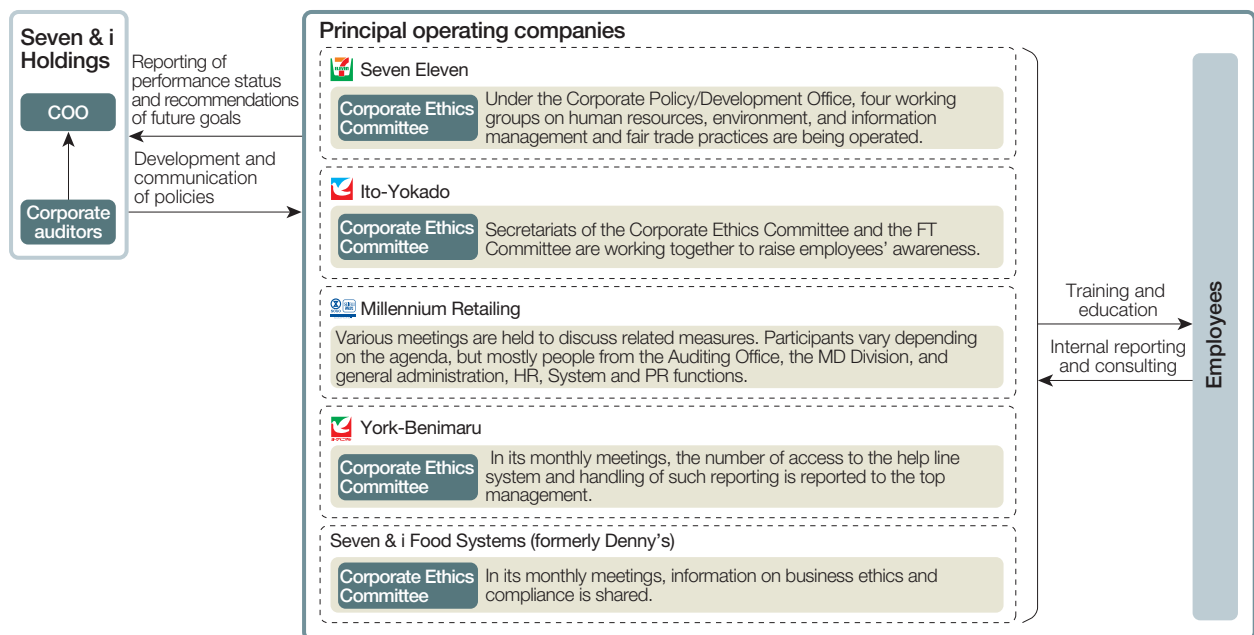 Seven & i
Holdings
COO
Corporate
auditors
Reporting of
performance status
and recommendations
of future goals
Development and
communication
of policies
Principal operating companies
Seven Eleven
Corporate Ethics
Committee
Under the Corporate Policy/Development Office, four working
groups on human resources, environment, and information
management and fair trade practices are being operated.
Ito-Yokado
Corporate Ethics
Committee
Secretariats of the Corporate Ethics Committee and the FT
Committee are working together to raise employees’ awareness.
Millennium Retailing
Various meetings are held to discuss related measures. Participants vary depending
on the agenda, but mostly people from the Auditing Office, the MD Division, and
general administration, HR, System and PR functions.
York-Benimaru
Corporate Ethics
Committee
In its monthly meetings, the number of access to the help line
system and handling of such reporting is reported to the top
management.
Seven & i Food Systems (formerly Denny’s)
Corporate Ethics
Committee
In its monthly meetings, information on business ethics and
compliance is shared.
Training and
education
Internal reporting
and consulting
Employees